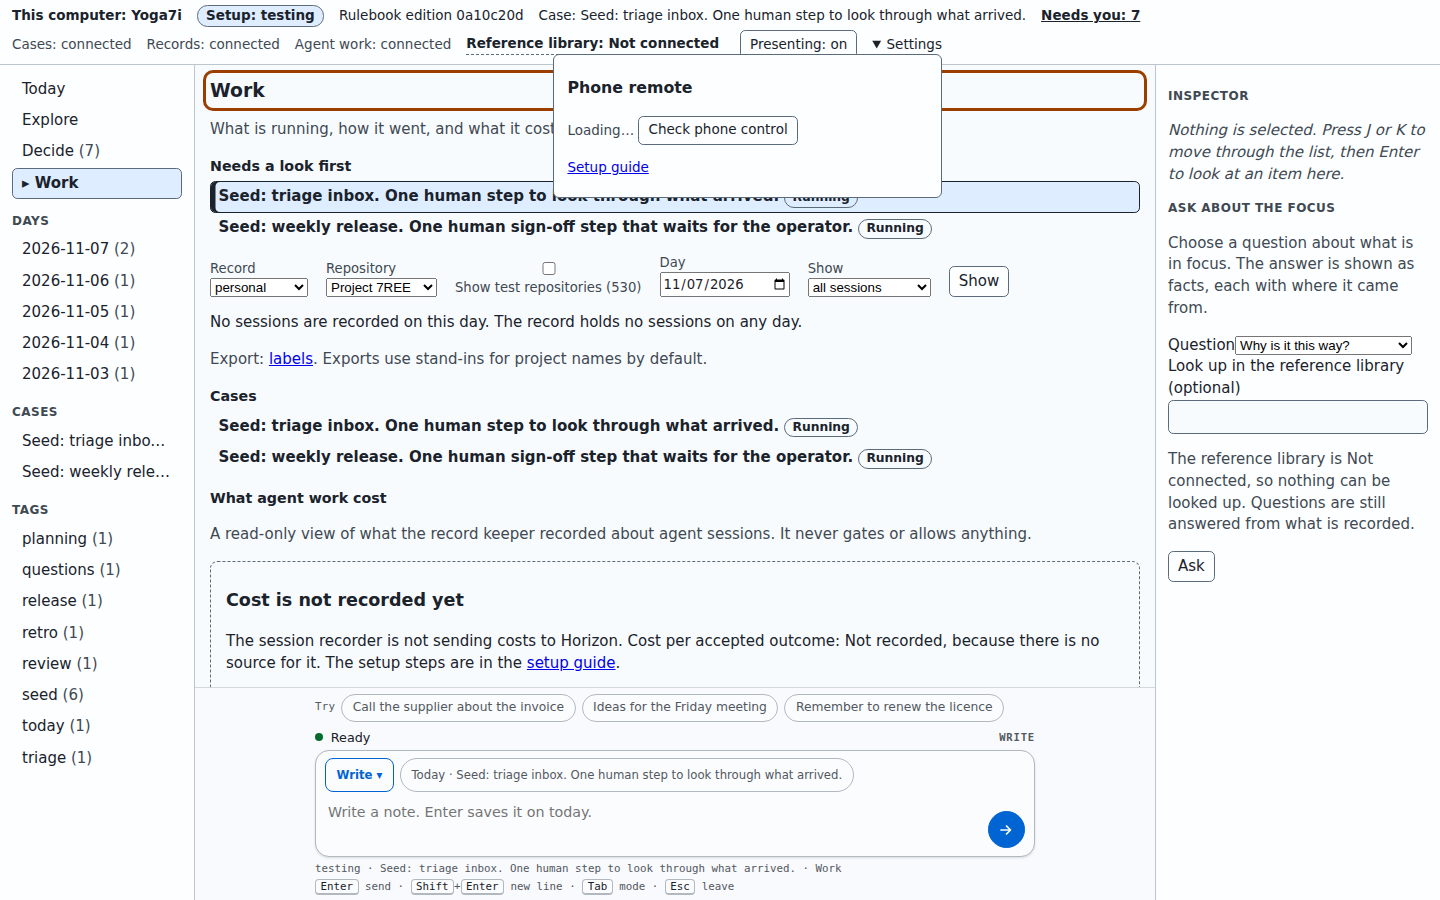 This computer: Yoga7i Setup: testing Rulebook edition 0a10c20d Case: Seed: triage inbox. One human step to look through what arrived. Needs you: 7
Cases: connected Records: connected Agent work: connected Reference library: Not connected Presenting: on ▼ Settings
Today
Explore
Decide (7)
▸ Work
DAYS
2026-11-07 (2)
2026-11-06 (1)
2026-11-05 (1)
2026-11-04 (1)
2026-11-03 (1)
CASES
Seed: triage inbo…
Seed: weekly rele…
TAGS
planning (1)
questions (1)
release (1)
retro (1)
review (1)
seed (6)
today (1)
triage (1)
Work
What is running, how it went, and what it cost
Phone remote
Loading… Check phone control
Setup guide
Needs a look first
Seed: triage inbox. One human step to look through what arrived. Running
Seed: weekly release. One human sign-off step that waits for the operator. Running
Record Repository Show test repositories (530) Day Show
personal Project 7REE 11/07/2026 all sessions Show
No sessions are recorded on this day. The record holds no sessions on any day.
Export: labels. Exports use stand-ins for project names by default.
Cases
Seed: triage inbox. One human step to look through what arrived. Running
Seed: weekly release. One human sign-off step that waits for the operator. Running
What agent work cost
A read-only view of what the record keeper recorded about agent sessions. It never gates or allows anything.
Cost is not recorded yet
The session recorder is not sending costs to Horizon. Cost per accepted outcome: Not recorded, because there is no
source for it. The setup steps are in the setup guide.
Try Call the supplier about the invoice Ideas for the Friday meeting Remember to renew the licence
Ready WRITE
Write ▾ Today · Seed: triage inbox. One human step to look through what arrived.
Write a note. Enter saves it on today.
testing · Seed: triage inbox. One human step to look through what arrived. · Work
Enter send · Shift+Enter new line · Tab mode · Esc leave
INSPECTOR
Nothing is selected. Press J or K to
move through the list, then Enter
to look at an item here.
ASK ABOUT THE FOCUS
Choose a question about what is
in focus. The answer is shown as
facts, each with where it came
from.
Question Why is it this way?
Look up in the reference library
(optional)
The reference library is Not
connected, so nothing can be
looked up. Questions are still
answered from what is recorded.
Ask